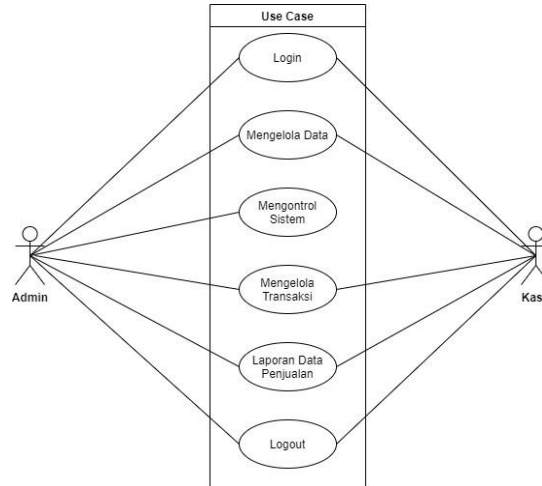 Use Case
Login
Mengelola Data
Mengontrol
Sistem
Mengelola
Transaksi
Laporan Data
Penjualan
Logout
Admin